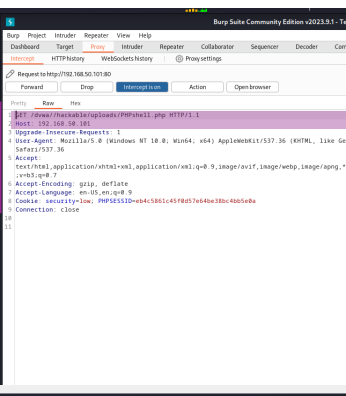 Burp Suite Community Edition v2023.9.1 - Te
Burp Project Intruder Repeater View Help
Dashboard Target Proxy Intruder Repeater Collaborator Sequencer Decoder Com
Intercept HTTP history WebSockets history Proxy settings
Request to http://192.168.50.101:80
Forward Drop Intercept is on Action Open browser
Pretty Raw Hex
1 GET /dvwa/hackable/uploads/PHPshell.php HTTP/1.1
2 Host: 192.168.50.101
3 Upgrade-Insecure-Requests: 1
4 User-Agent: Mozilla/5.0 (Windows NT 10.0; Win64; x64) AppleWebKit/537.36 (KHTML, like Ge
Safari/537.36
5 Accept:
text/html,application/xhtml+xml,application/xml;q=0.9,image/avif,image/webp,image/apng,*
;v=b3;q=0.7
6 Accept-Encoding: gzip, deflate
7 Accept-Language: en-US,en;q=0.9
8 Cookie: security=low; PHPSESSID=eb4c5861c45f0d57e64be38bc4bb5e0a
9 Connection: close
10
11